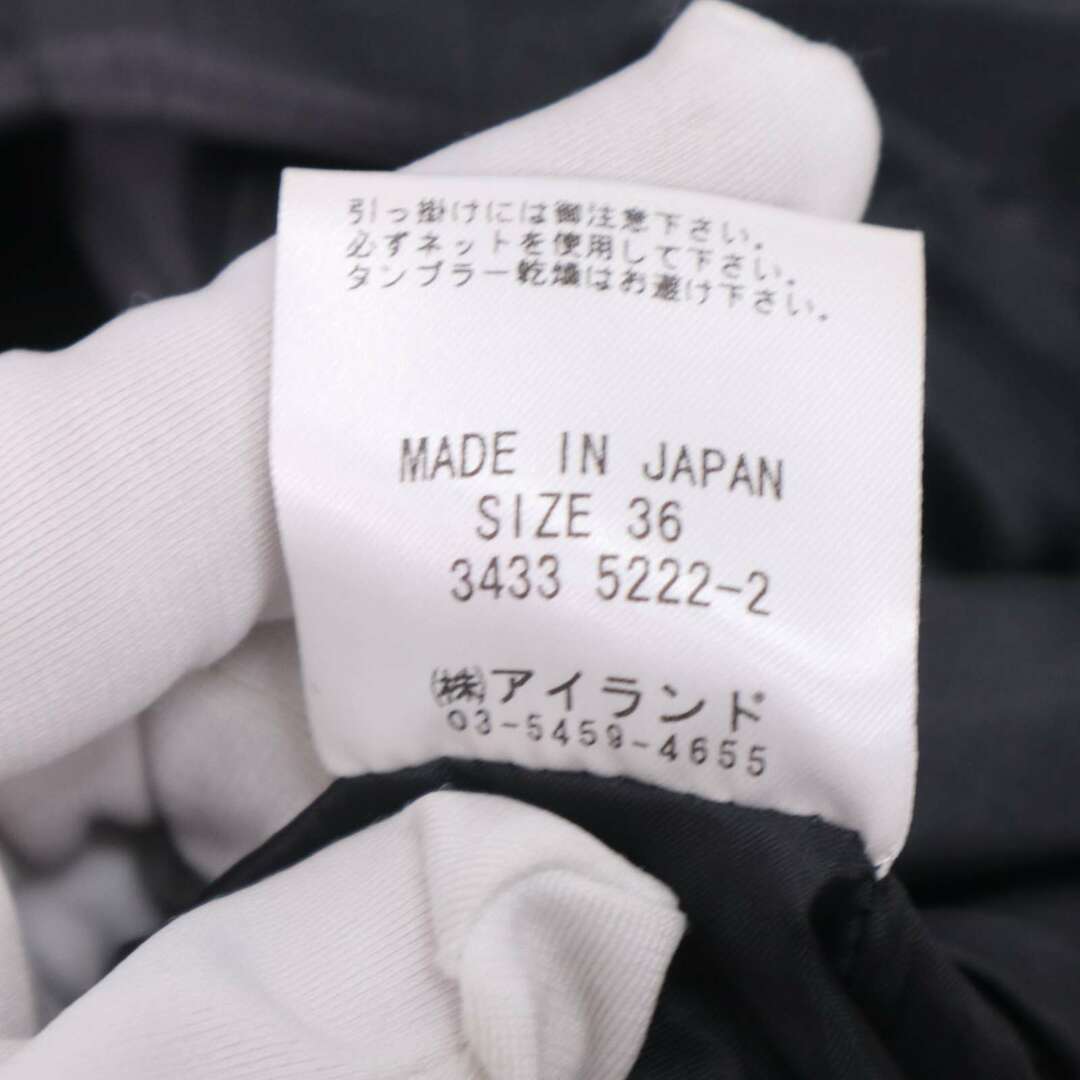 引っ掛けには御注意下さい。
必ずネットを使用して下さい。
タンブラー乾燥はお避け下さい。
MADE IN JAPAN
SIZE 36
3433 5222-2
㈱アイランド
03-5459-4655